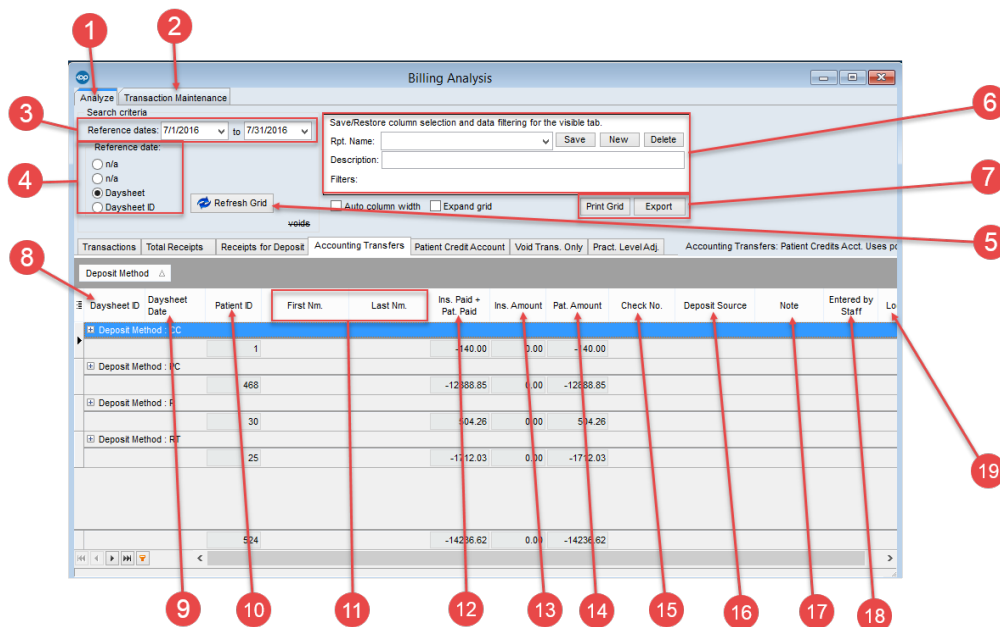 1
2
Billing Analysis
Analyze Transaction Maintenance
Search criteria
3
Reference dates: 7/1/2016 to 7/31/2016
Save/Restore column selection and data filtering for the visible tab.
6
Rpt. Name: Save New Delete
Reference date:
4
n/a
n/a
Daysheet
Daysheet ID
Description:
Filters:
7
Refresh Grid
Auto column width Expand grid Print Grid Export
voids
5
Transactions Total Receipts Receipts for Deposit Accounting Transfers Patient Credit Account Void Trans. Only Pract. Level Adj. Accounting Transfers: Patient Credits Acct. Uses po
8
Deposit Method
Daysheet ID Daysheet Date Patient ID First Nm. Last Nm. Ins. Paid + Pat. Paid Ins. Amount Pat. Amount Check No. Deposit Source Note Entered by Staff Lo
Deposit Method : CC
1 -140.00 0.00 -140.00
Deposit Method : PC
468 -12888.85 0.00 -12888.85
Deposit Method :
30 504.26 0.00 504.26
Deposit Method : RT
25 -1712.03 0.00 -1712.03
19
524 -14236.62 0.00 -14236.62
9 10 11 12 13 14 15 16 17 18